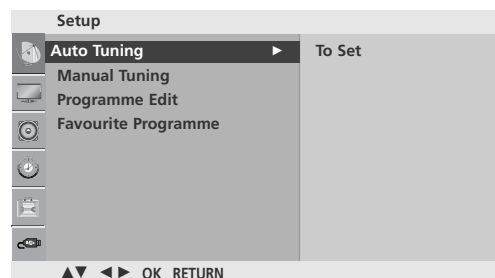 Setup
Auto Tuning ► To Set
Manual Tuning
Programme Edit
Favourite Programme
▲▼ ◄► OK RETURN